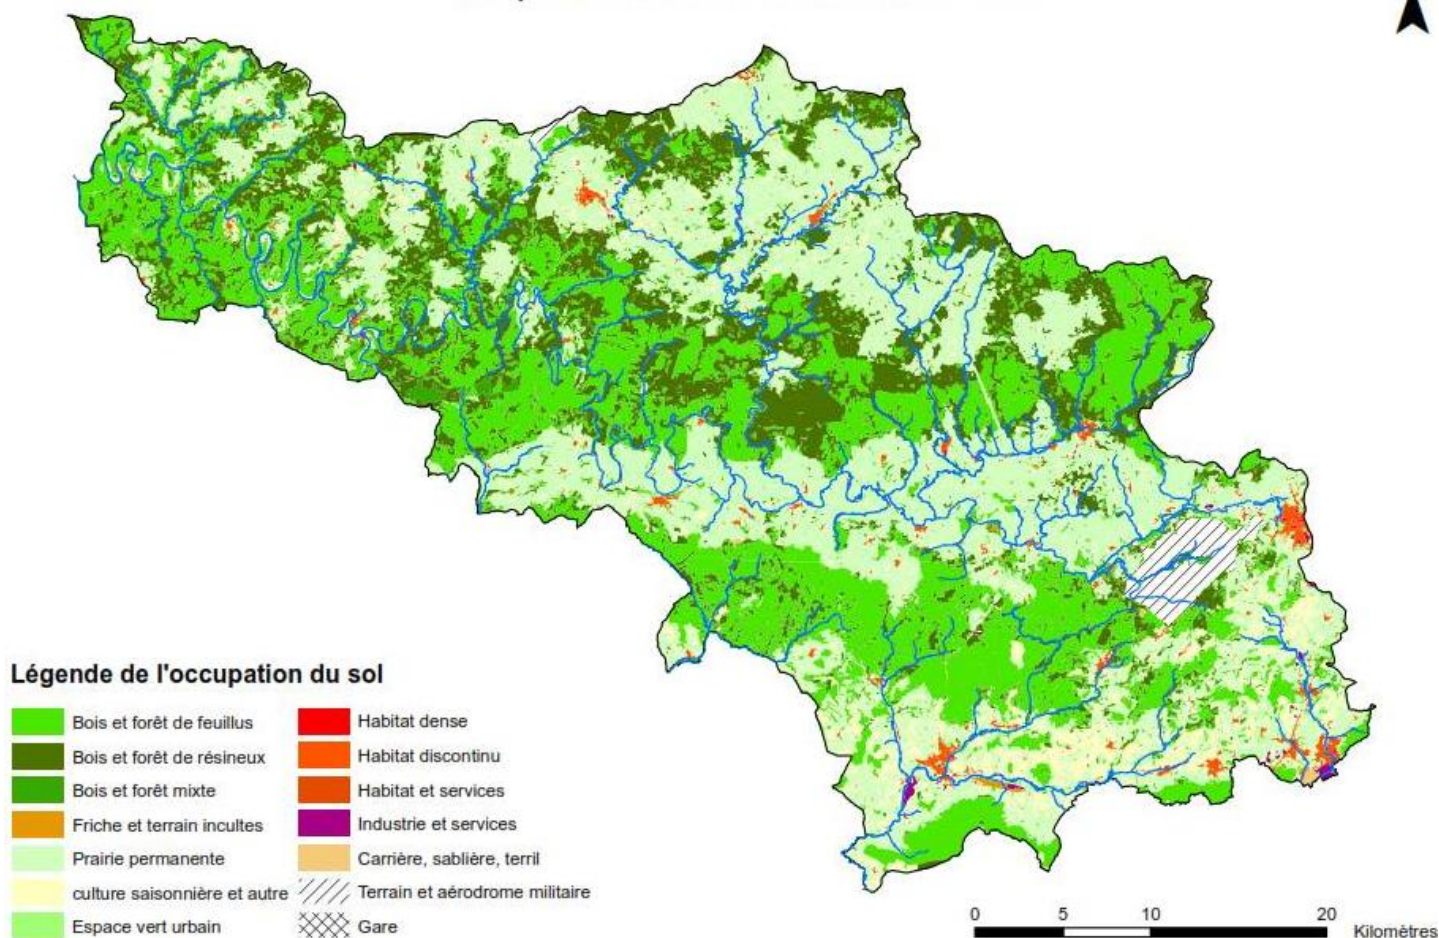 Légende de l'occupation du sol
Bois et forêt de feuillus
Bois et forêt de résineux
Bois et forêt mixte
Friche et terrain incultes
Prairie permanente
culture saisonnière et autre
Espace vert urbain
Habitat dense
Habitat discontinu
Habitat et services
Industrie et services
Carrière, sablière, terril
Terrain et aérodrome militaire
Gare
0 5 10 20 Kilomètres